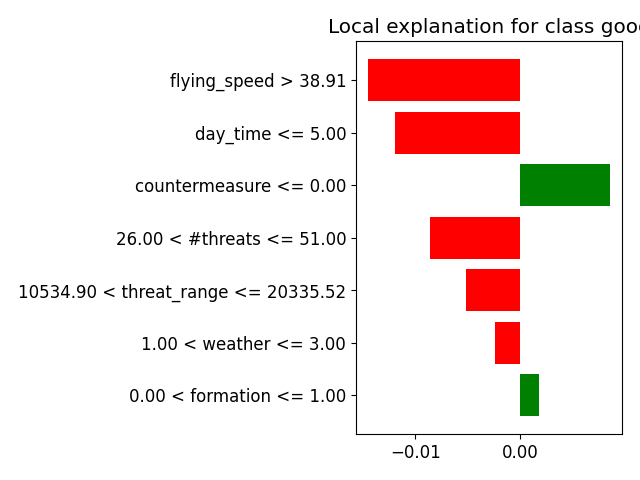 Local explanation for class goo
flying_speed > 38.91
day_time <= 5.00
countermeasure <= 0.00
26.00 < #threats <= 51.00
10534.90 < threat_range <= 20335.52
1.00 < weather <= 3.00
0.00 < formation <= 1.00
−0.01 0.00